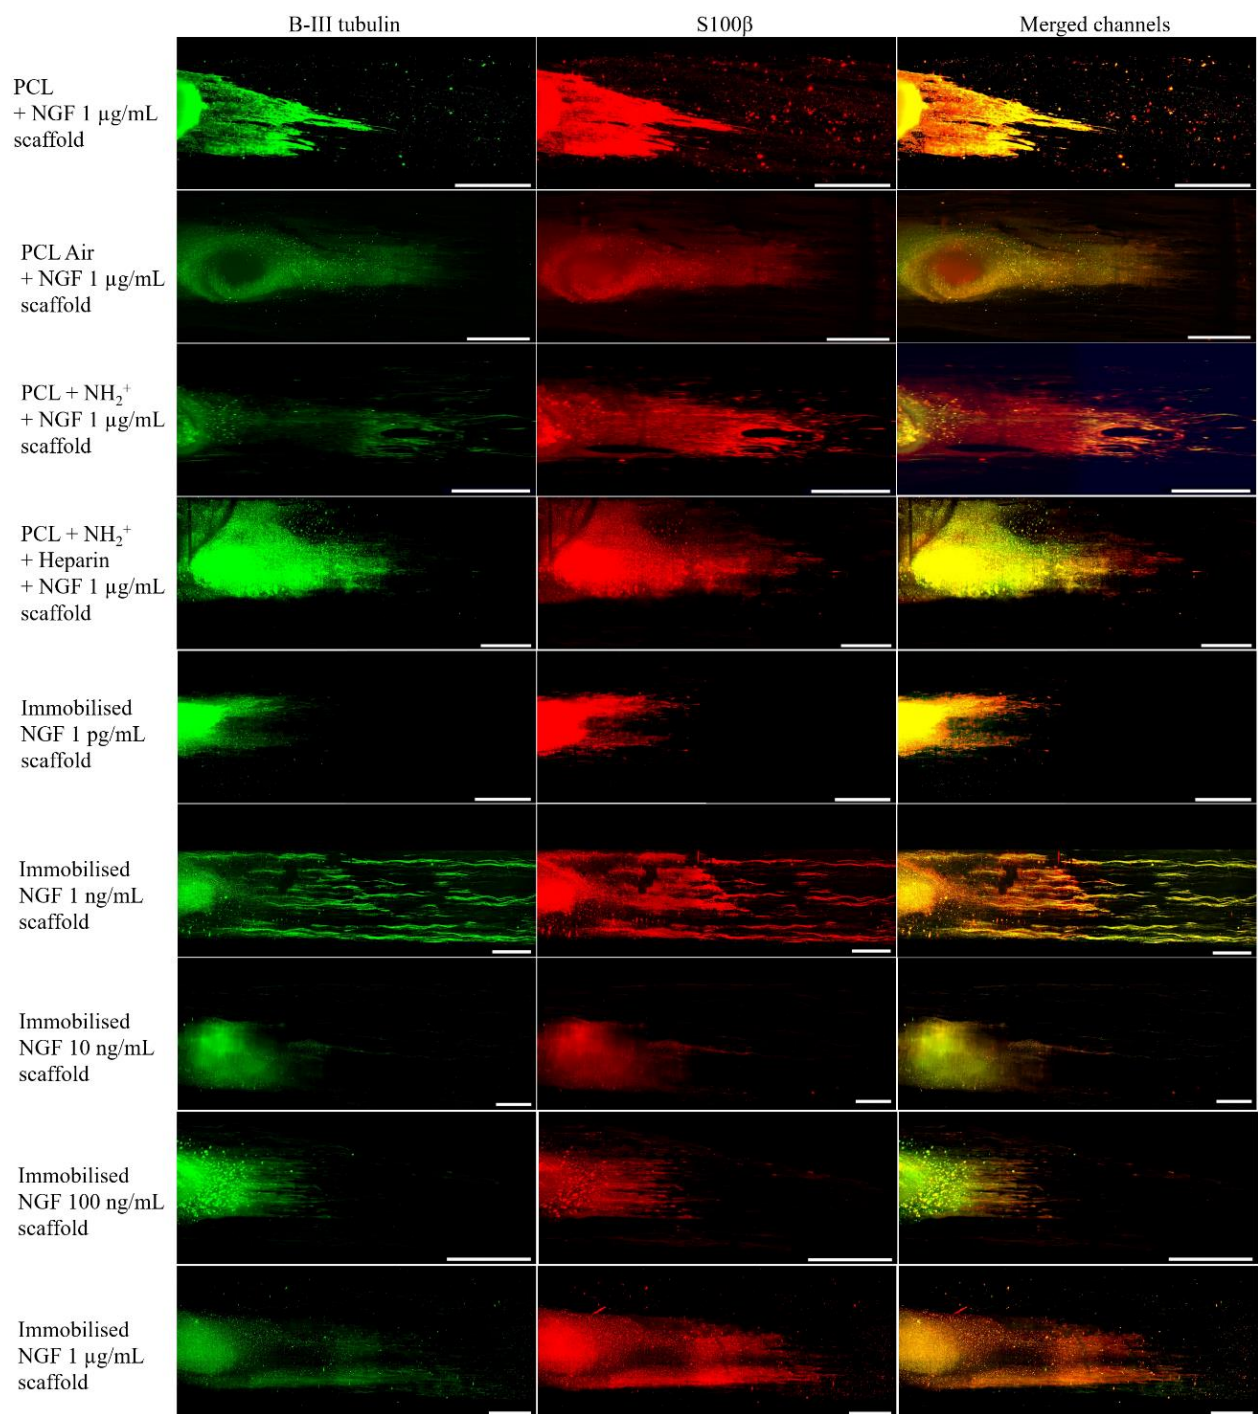 B-III tubulin
S100β
Merged channels
PCL
+ NGF 1 µg/mL
scaffold
PCL Air
+ NGF 1 µg/mL
scaffold
PCL + NH₂⁺
+ NGF 1 µg/mL
scaffold
PCL + NH₂⁺
+ Heparin
+ NGF 1 µg/mL
scaffold
Immobilised
NGF 1 pg/mL
scaffold
Immobilised
NGF 1 ng/mL
scaffold
Immobilised
NGF 10 ng/mL
scaffold
Immobilised
NGF 100 ng/mL
scaffold
Immobilised
NGF 1 µg/mL
scaffold